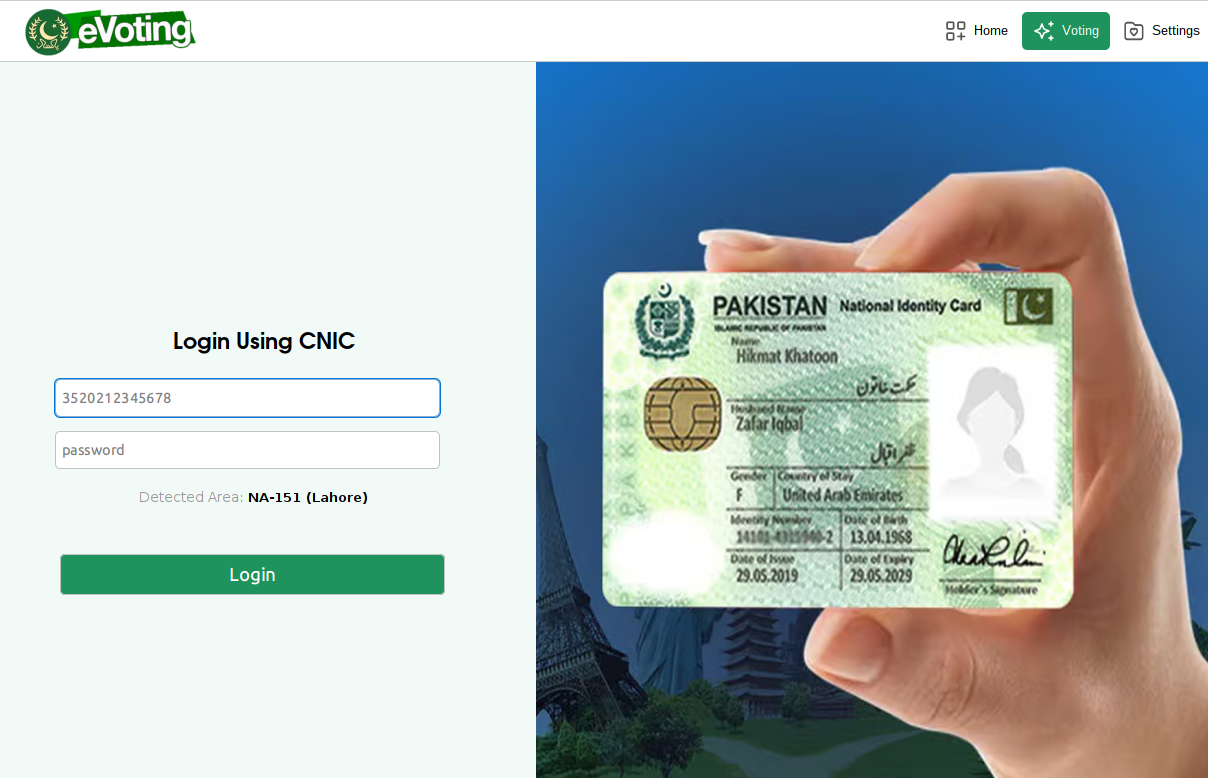 eVoting
Home
Voting
Settings
Login Using CNIC
3520212345678
password
Detected Area: NA-151 (Lahore)
Login
PAKISTAN National Identity Card
ISLAMIC REPUBLIC OF PAKISTAN
Name
Hikmat Khatoon
حکمت خاتون
Husband Name
Zafar Iqbal
ظفر اقبال
Gender Country of Stay
F United Arab Emirates
Identity Number Date of Birth
13.04.1968
Date of Issue Date of Expiry
29.05.2019 29.05.2029
Holder's Signature